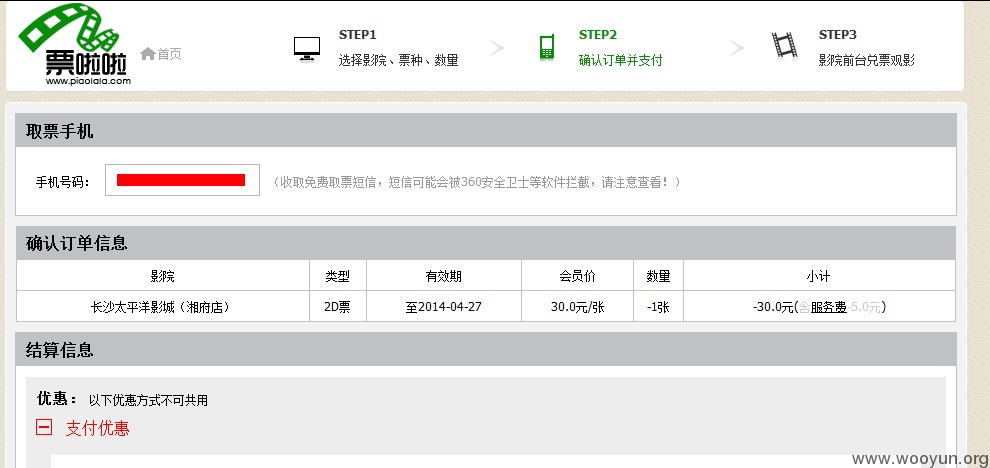 票啦啦
www.piaolala.com
首页
STEP1
选择影院、票种、数量
STEP2
确认订单并支付
STEP3
影院前台兑票观影
取票手机
手机号码：
（收取免费取票短信，短信可能会被360安全卫士等软件拦截，请注意查看！）
确认订单信息
影院 类型 有效期 会员价 数量 小计
长沙太平洋影城（湘府店） 2D票 至2014-04-27 30.0元/张 -1张 -30.0元(含服务费-5.0元)
结算信息
优惠： 以下优惠方式不可共用
支付优惠
www.wooyun.org